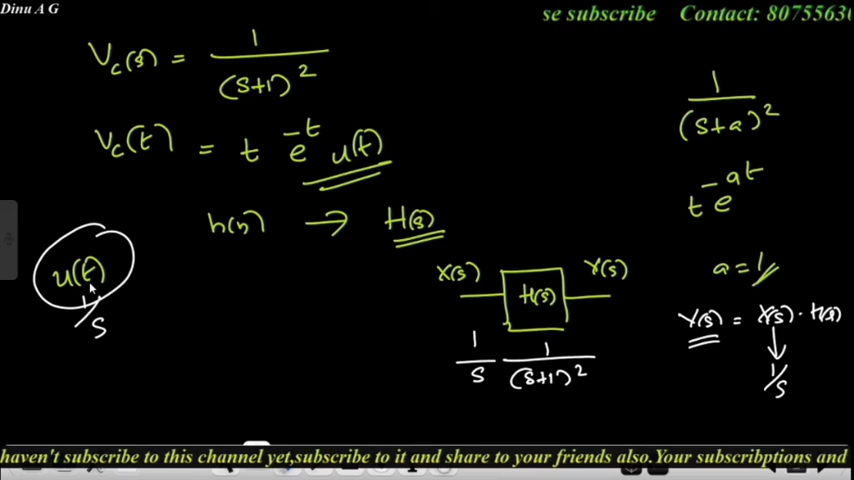 Dinu A G
se subscribe Contact: 80755630
Vc(s) = 1/(s+1)²
1/(s+a)²
Vc(t) = t e^-t u(t)
t e^-at
h(n) → H(s)
u(t)
1/s
X(s) H(s) Y(s)
a = 1
Y(s) = X(s) · H(s)
1/s 1/(s+1)²
1/s
haven't subscribe to this channel yet,subscribe to it and share to your friends also.Your subscribptions and